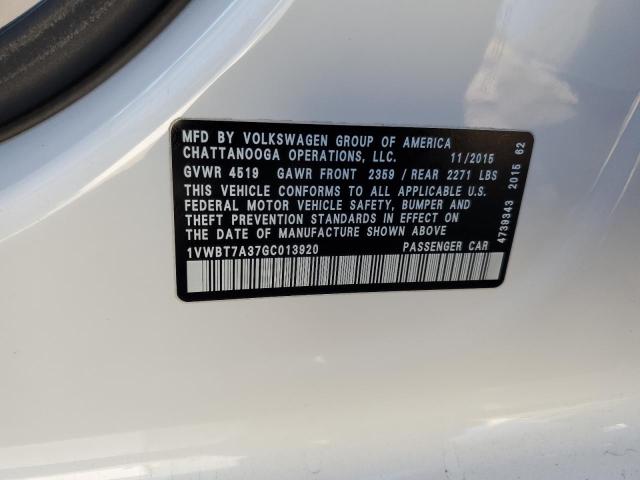 MFD BY VOLKSWAGEN GROUP OF AMERICA
CHATTANOOGA OPERATIONS, LLC. 11/2015
GVWR 4519 GAWR FRONT 2359 / REAR 2271 LBS
THIS VEHICLE CONFORMS TO ALL APPLICABLE U.S.
FEDERAL MOTOR VEHICLE SAFETY, BUMPER AND
THEFT PREVENTION STANDARDS IN EFFECT ON
THE DATE OF MANUFACTURE SHOWN ABOVE
1VWBT7A37GC013920 PASSENGER CAR
4739343 2015 62